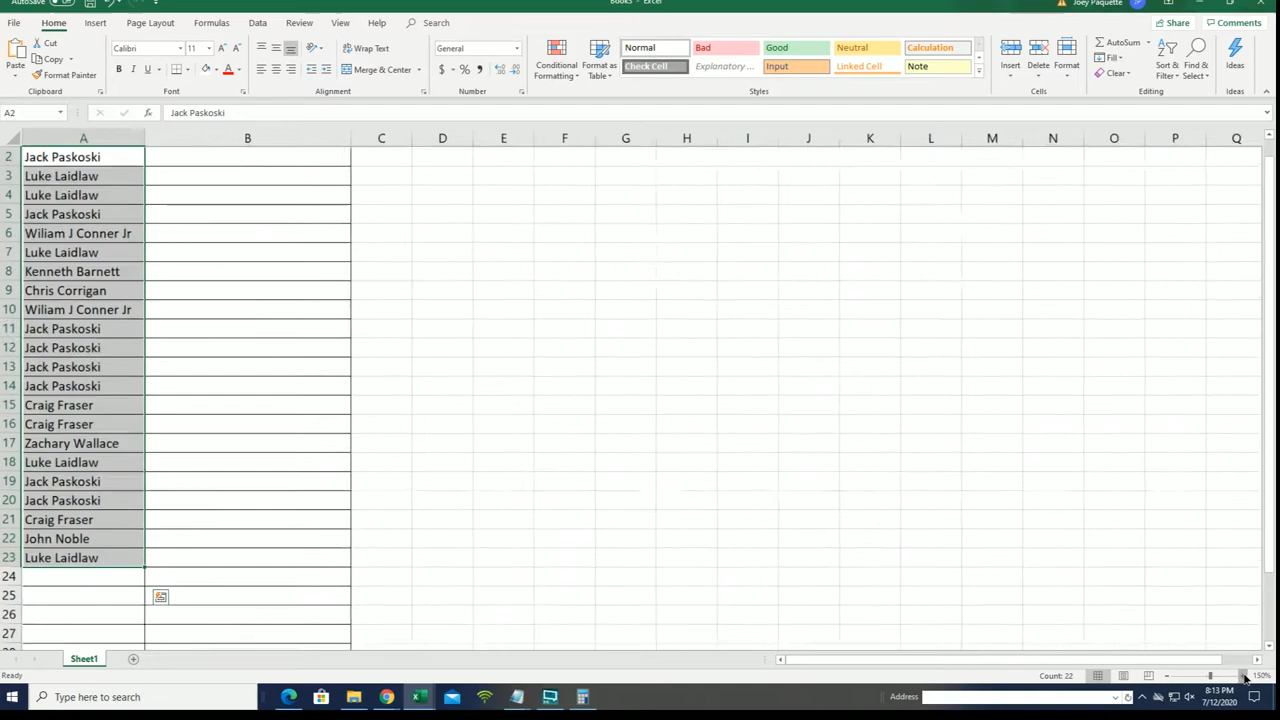 AutoSave Off Books - Excel Joey Paquette JP
File Home Insert Page Layout Formulas Data Review View Help Search Share Comments
Paste Cut Copy Format Painter Clipboard
Calibri 11 A A B I U A Font
Wrap Text Merge & Center Alignment
General $ % , Number
Conditional Formatting Format as Table
Normal Bad Good Neutral Calculation
Check Cell Explanatory ... Input Linked Cell Note
Styles
Insert Delete Format Cells
AutoSum Fill Clear Sort & Filter Find & Select Editing
Ideas Ideas
A2 fx Jack Paskoski
A B C D E F G H I J K L M N O P Q
2 Jack Paskoski
3 Luke Laidlaw
4 Luke Laidlaw
5 Jack Paskoski
6 Wiliam J Conner Jr
7 Luke Laidlaw
8 Kenneth Barnett
9 Chris Corrigan
10 Wiliam J Conner Jr
11 Jack Paskoski
12 Jack Paskoski
13 Jack Paskoski
14 Jack Paskoski
15 Craig Fraser
16 Craig Fraser
17 Zachary Wallace
18 Luke Laidlaw
19 Jack Paskoski
20 Jack Paskoski
21 Craig Fraser
22 John Noble
23 Luke Laidlaw
24
25
26
27
Sheet1
Ready Count: 22 150%
Type here to search Address 8:13 PM
7/12/2020